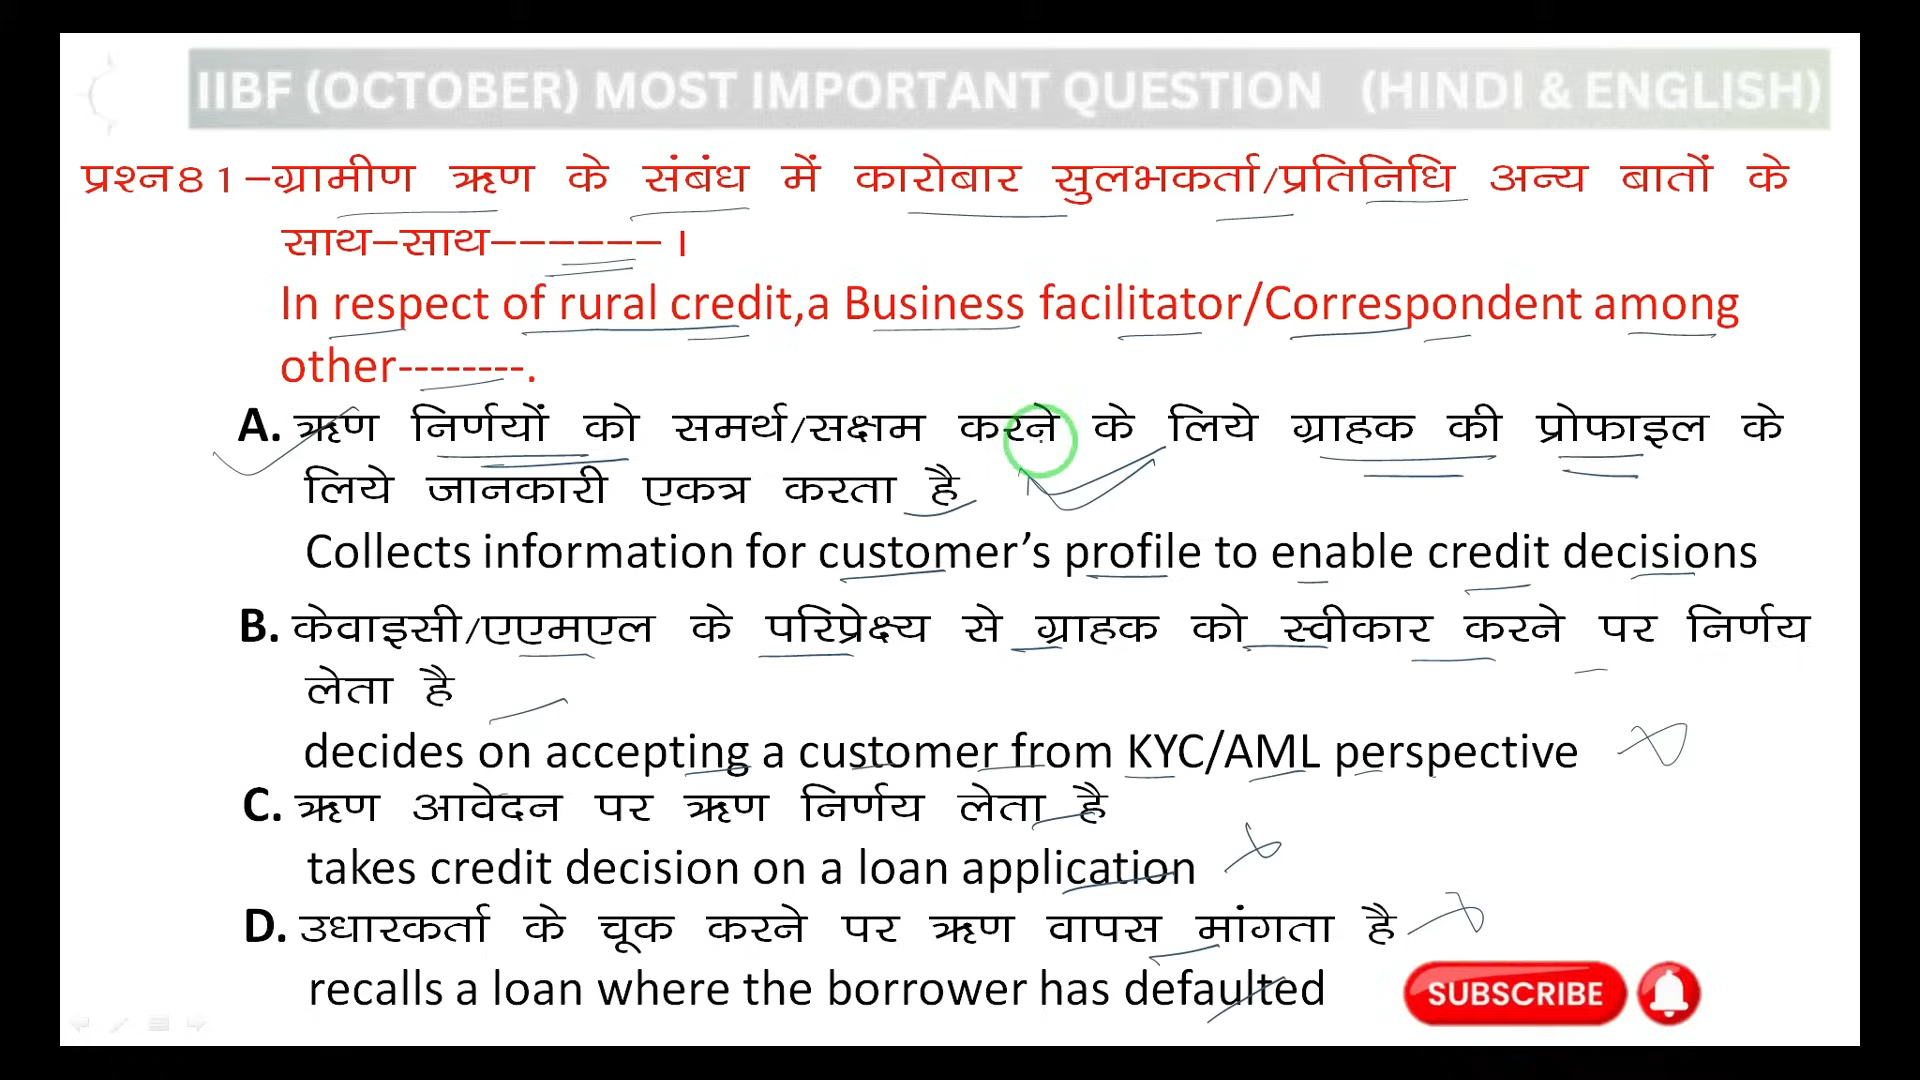 IIBF (OCTOBER) MOST IMPORTANT QUESTION (HINDI & ENGLISH)
प्रश्न81–ग्रामीण ऋण के संबंध में कारोबार सुलभकर्ता/प्रतिनिधि अन्य बातों के
साथ–साथ––––––– ।
In respect of rural credit,a Business facilitator/Correspondent among
other--------.
A. ऋण निर्णयों को समर्थ/सक्षम करने के लिये ग्राहक की प्रोफाइल के
लिये जानकारी एकत्र करता है
Collects information for customer’s profile to enable credit decisions
B. केवाइसी/एएमएल के परिप्रेक्ष्य से ग्राहक को स्वीकार करने पर निर्णय
लेता है
decides on accepting a customer from KYC/AML perspective
C. ऋण आवेदन पर ऋण निर्णय लेता है
takes credit decision on a loan application
D. उधारकर्ता के चूक करने पर ऋण वापस मांगता है
recalls a loan where the borrower has defaulted
SUBSCRIBE